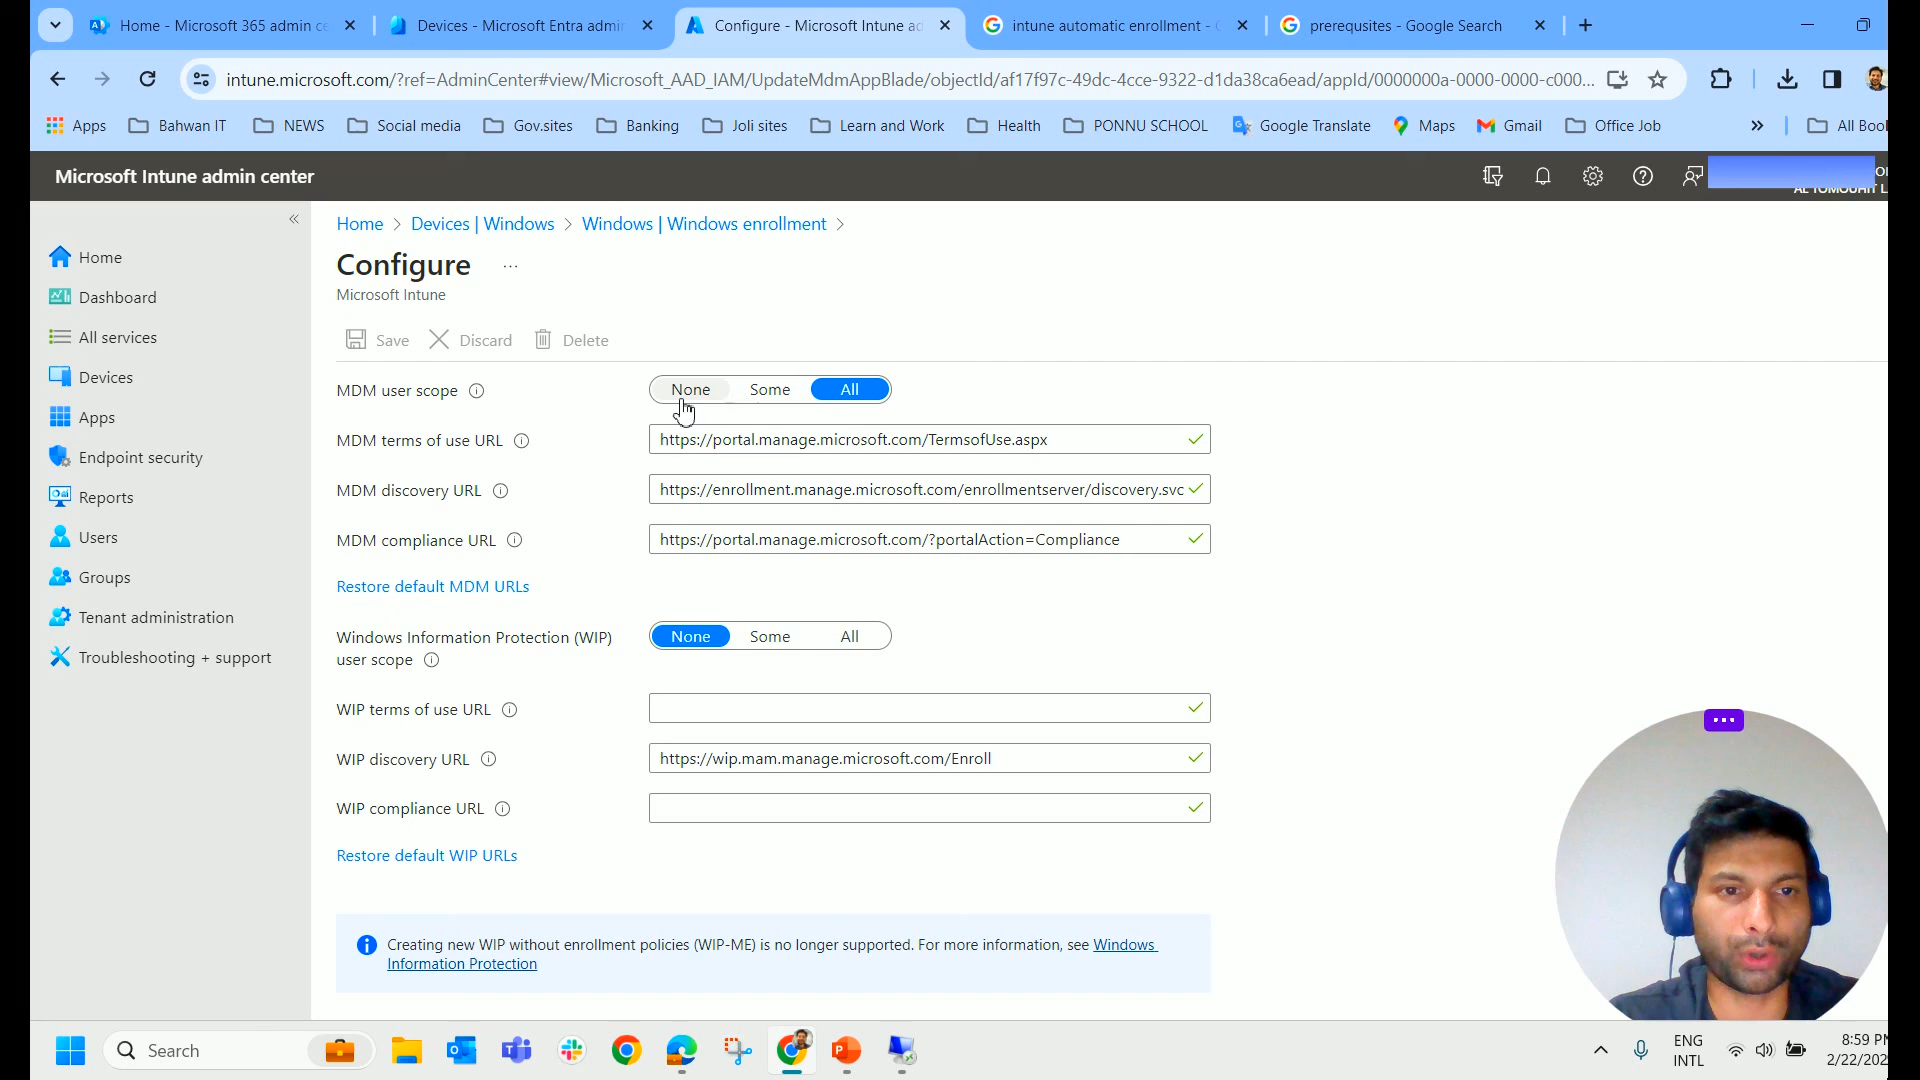 Home - Microsoft 365 admin ce
Devices - Microsoft Entra admin
Configure - Microsoft Intune ad
intune automatic enrollment - G
prerequsites - Google Search
intune.microsoft.com/?ref=AdminCenter#view/Microsoft_AAD_IAM/UpdateMdmAppBlade/objectId/af17f97c-49dc-4cce-9322-d1da38ca6ead/appId/0000000a-0000-0000-c000...
Apps
Bahwan IT
NEWS
Social media
Gov.sites
Banking
Joli sites
Learn and Work
Health
PONNU SCHOOL
Google Translate
Maps
Gmail
Office Job
»
All Boo
Microsoft Intune admin center
Home > Devices | Windows > Windows | Windows enrollment >
Configure ...
Microsoft Intune
Save
Discard
Delete
Home
Dashboard
All services
Devices
Apps
Endpoint security
Reports
Users
Groups
Tenant administration
Troubleshooting + support
MDM user scope
None Some All
MDM terms of use URL
https://portal.manage.microsoft.com/TermsofUse.aspx
MDM discovery URL
https://enrollment.manage.microsoft.com/enrollmentserver/discovery.svc
MDM compliance URL
https://portal.manage.microsoft.com/?portalAction=Compliance
Restore default MDM URLs
Windows Information Protection (WIP)
user scope
None Some All
WIP terms of use URL
WIP discovery URL
https://wip.mam.manage.microsoft.com/Enroll
WIP compliance URL
Restore default WIP URLs
Creating new WIP without enrollment policies (WIP-ME) is no longer supported. For more information, see Windows
Information Protection
Search
ENG
INTL
8:59 PM
2/22/202